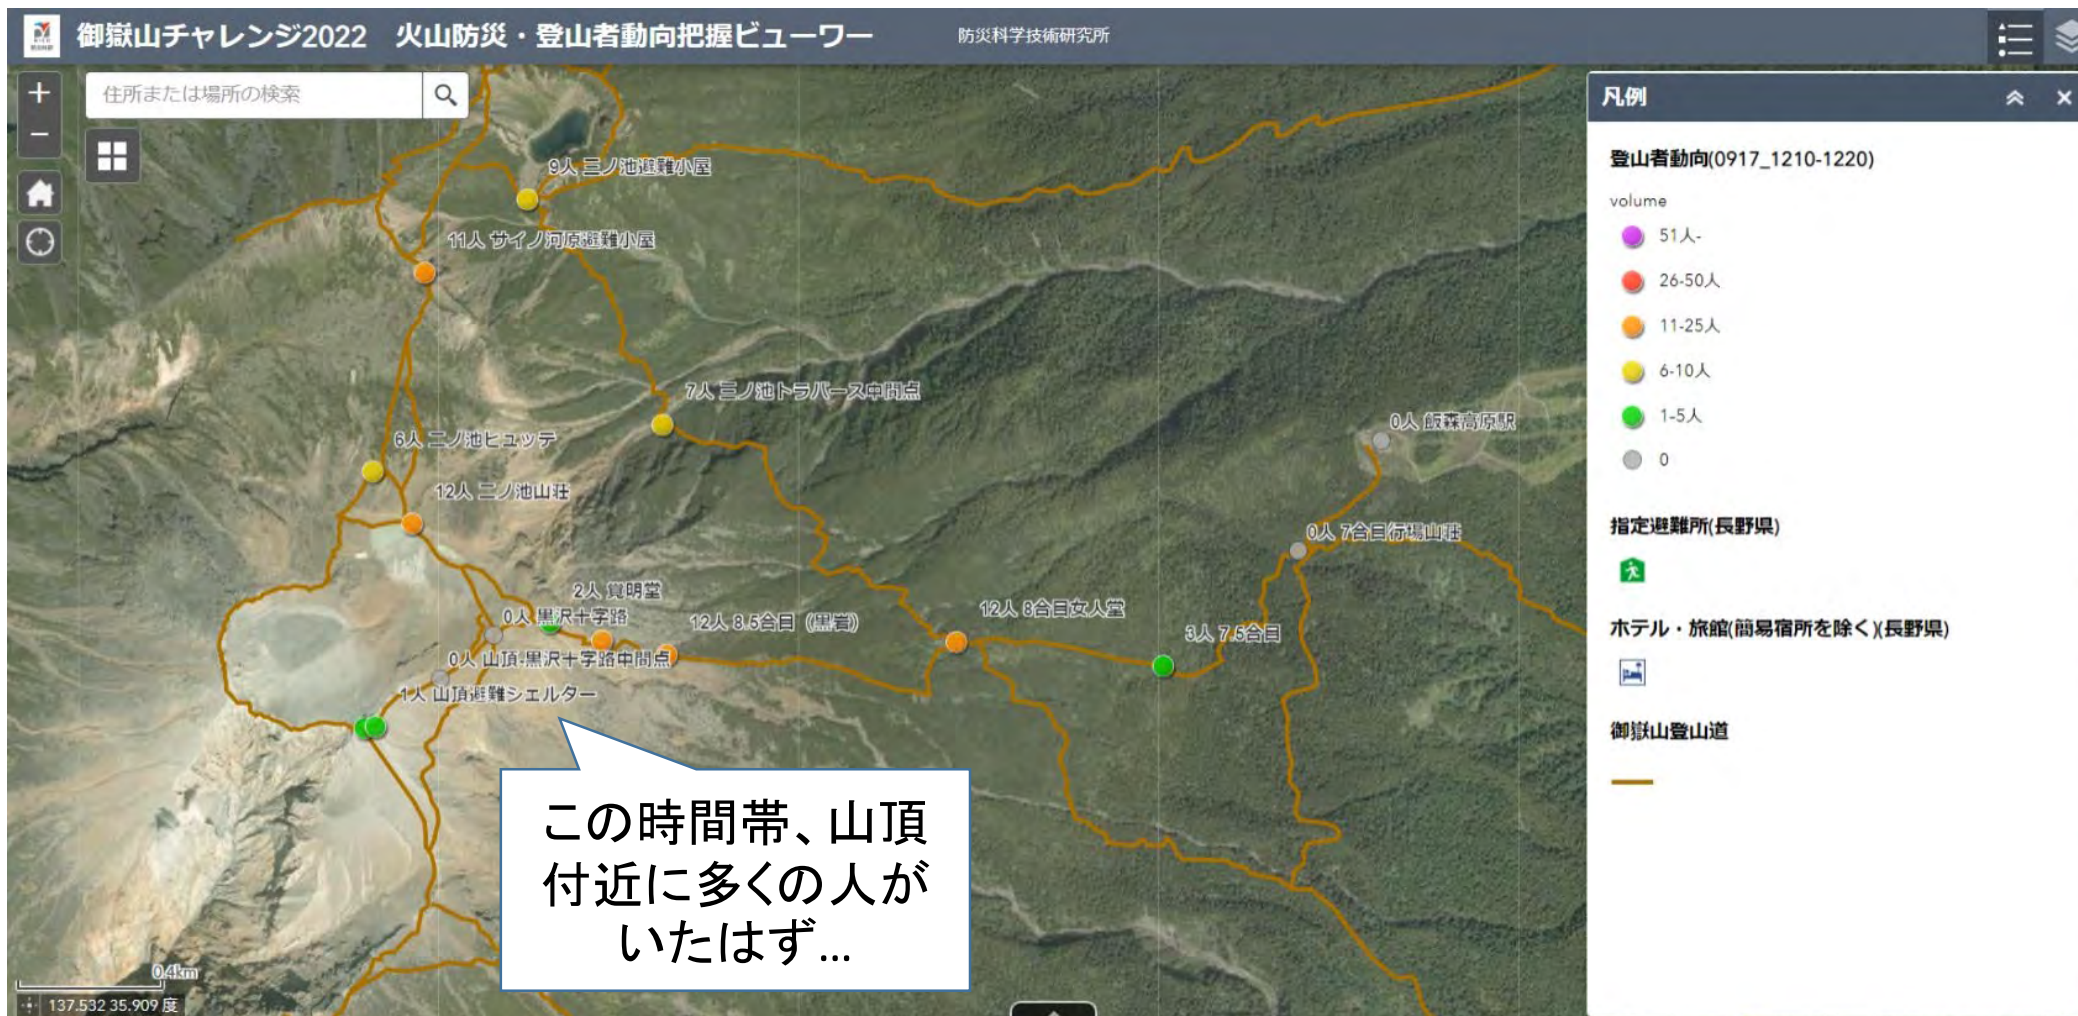 御嶽山チャレンジ2022 火山防災・登山者動向把握ビューワー 防災科学技術研究所
+
住所または場所の検索
−
凡例
登山者動向(0917_1210-1220)
volume
51人-
26-50人
11-25人
6-10人
1-5人
0
指定避難所(長野県)
ホテル・旅館(簡易宿所を除く)(長野県)
御嶽山登山道
9人 三ノ池避難小屋
11人 サイノ河原避難小屋
7人 三ノ池トラバース中間点
0人 飯森高原駅
6人 二ノ池ヒュッテ
12人 二ノ池山荘
0人 7合目行場山荘
2人 覚明堂
0人 黒沢十字路
12人 8.5合目（黒岩）
12人 8合目女人堂
3人 7.5合目
0人 山頂-黒沢十字路中間点
1人 山頂避難シェルター
この時間帯、山頂
付近に多くの人が
いたはず...
0.4km
137.532 35.909 度